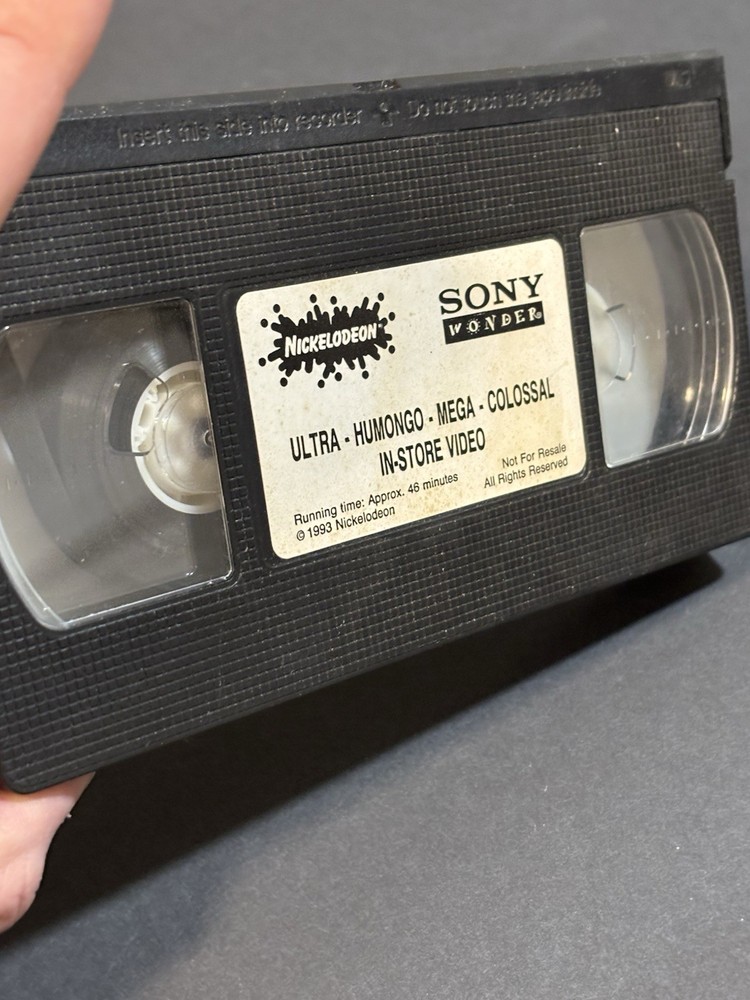 Insert this side into recorder Do not touch the tape inside
NICKELODEON
SONY
WONDER®
ULTRA - HUMONGO - MEGA - COLOSSAL
IN-STORE VIDEO
Running time: Approx. 46 minutes
© 1993 Nickelodeon
Not For Resale
All Rights Reserved